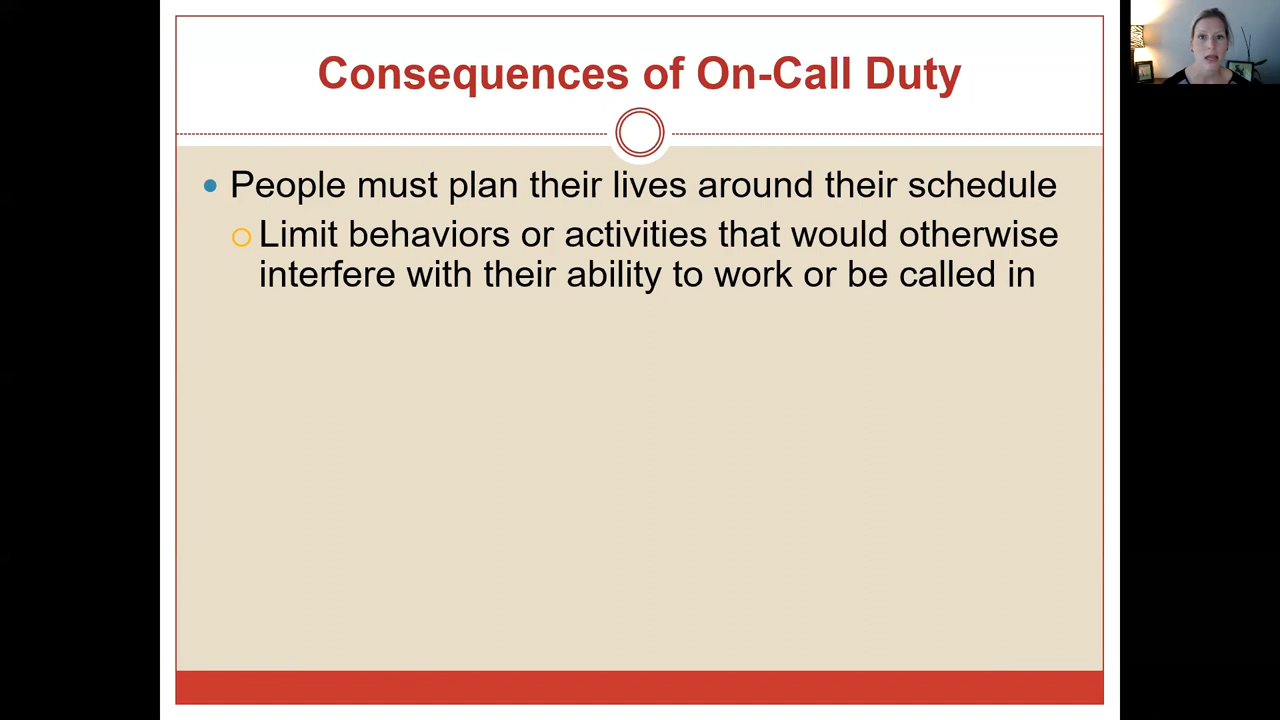 Consequences of On-Call Duty
People must plan their lives around their schedule
Limit behaviors or activities that would otherwise
interfere with their ability to work or be called in